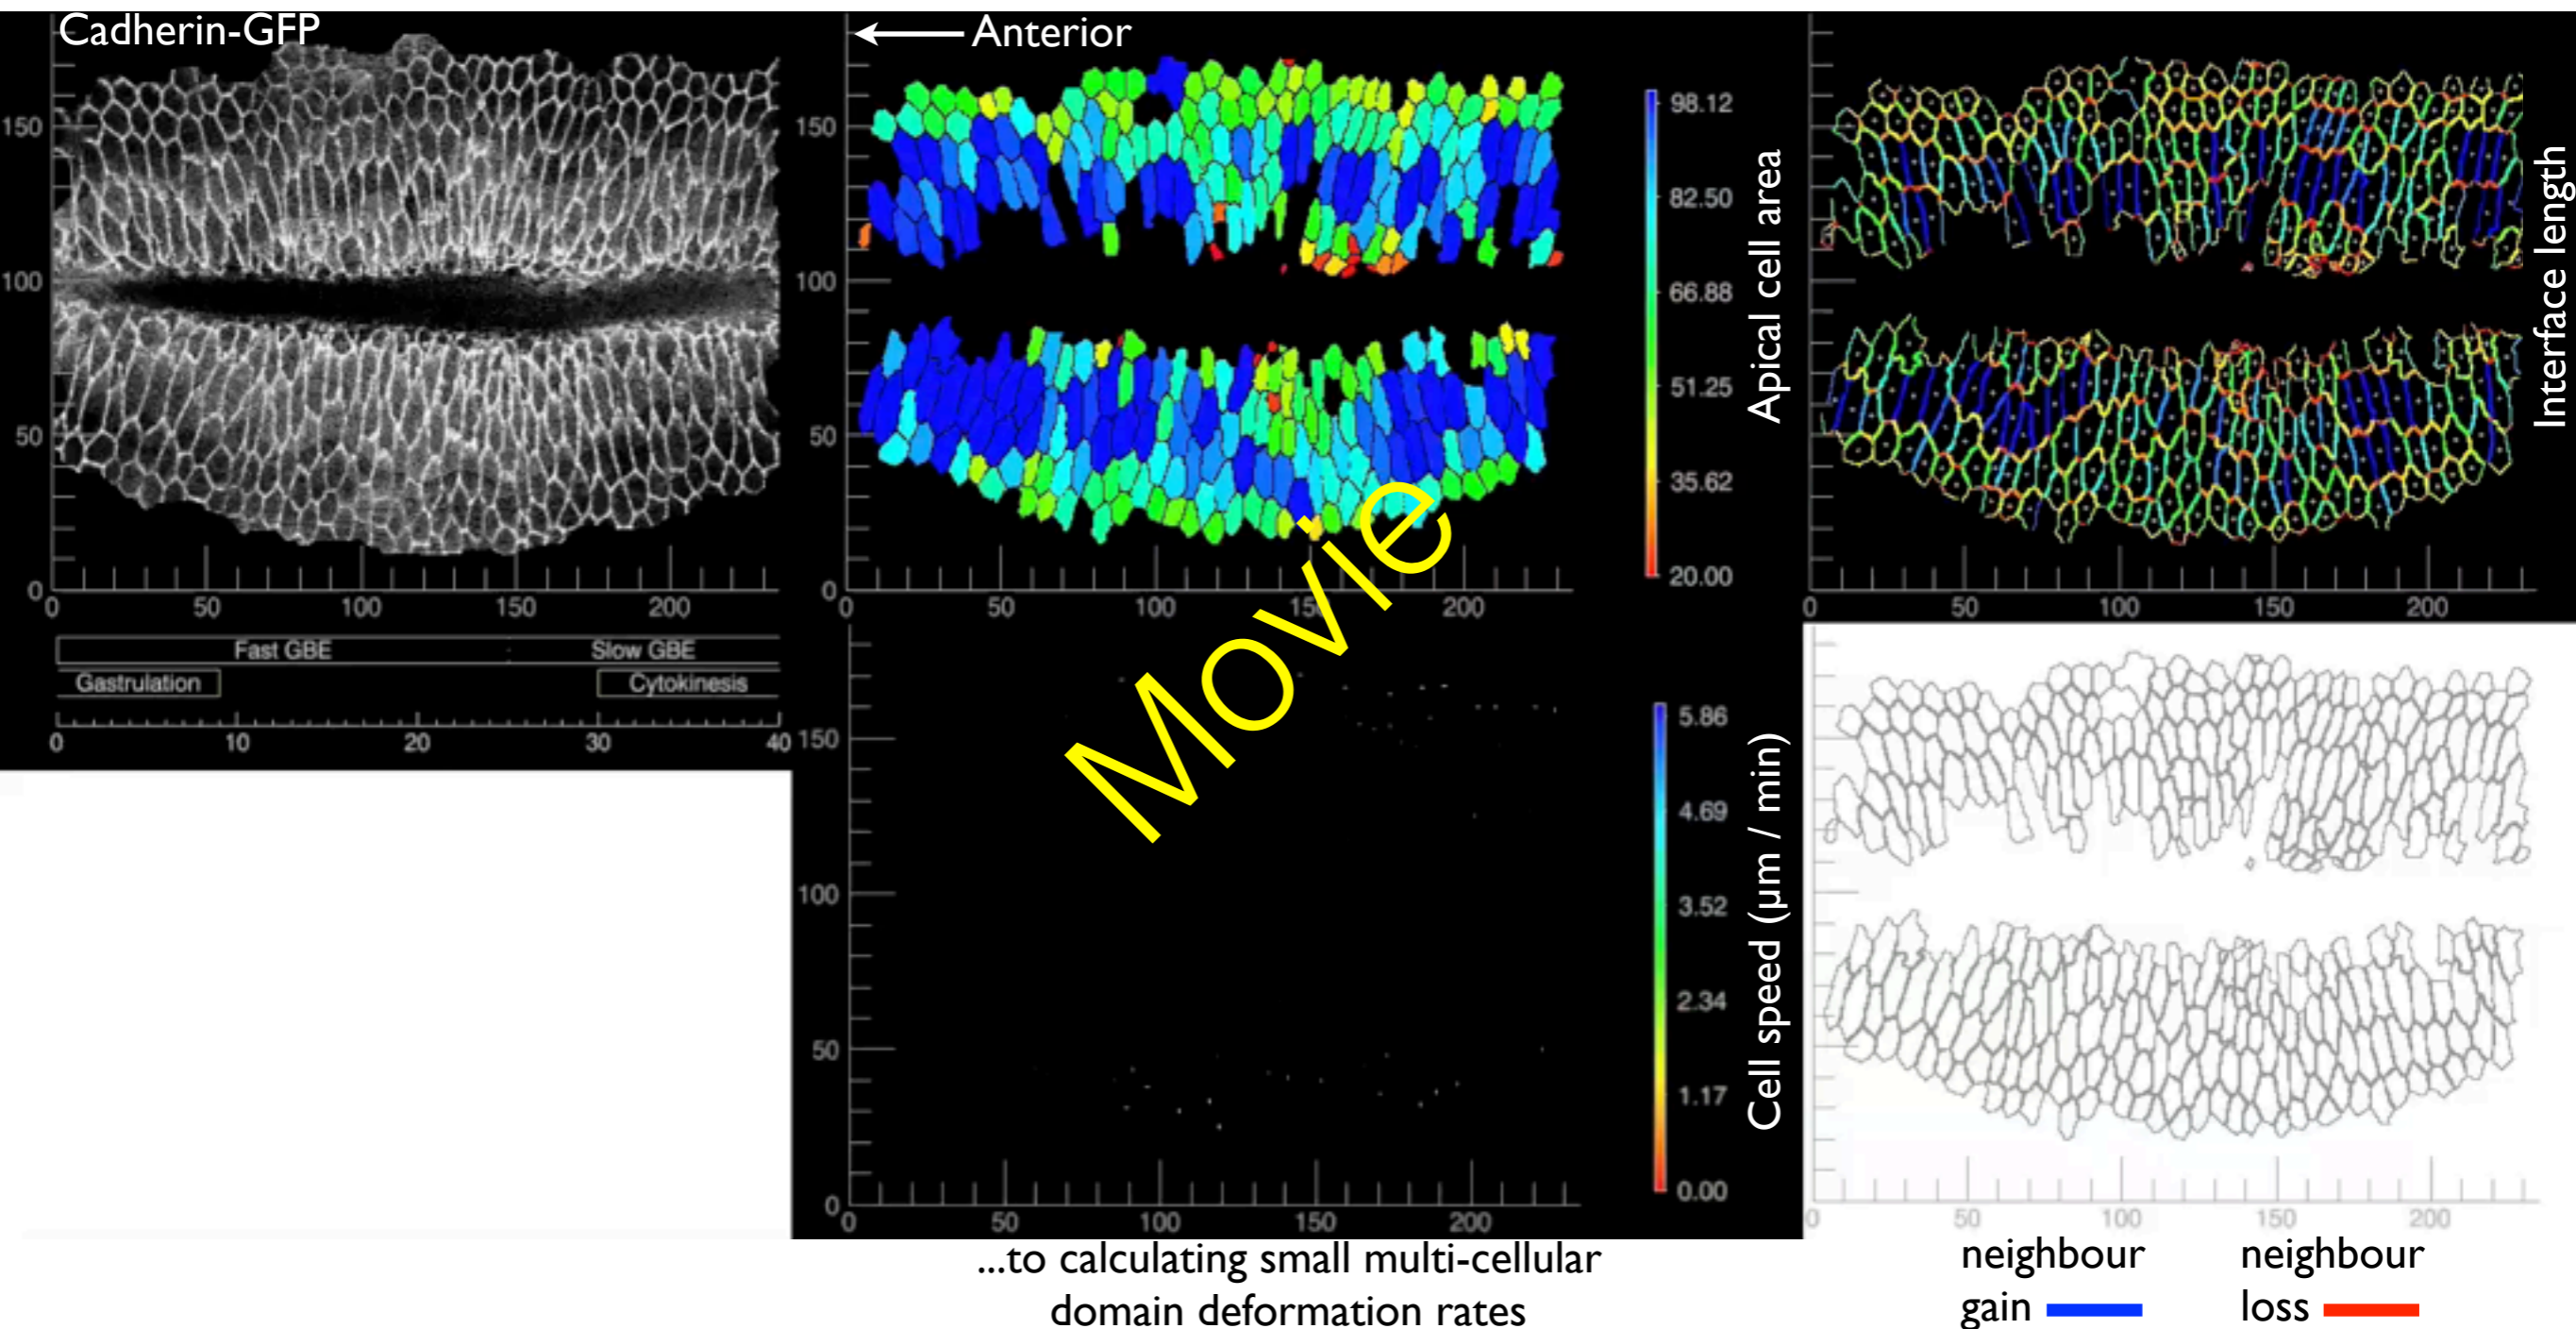 Cadherin-GFP
Anterior
150
100
50
0
0 50 100 150 200
150
100
50
0
0 50 100 150 200
98.12
82.50
66.88
51.25
35.62
20.00
Apical cell area
0 50 100 150 200
Interface length
Fast GBE Slow GBE
Gastrulation Cytokinesis
0 10 20 30 40
Movie
150
100
50
0
0 50 100 150 200
5.86
4.69
3.52
2.34
1.17
0.00
Cell speed (µm / min)
0 50 100 150 200
...to calculating small multi-cellular
domain deformation rates
neighbour neighbour
gain loss